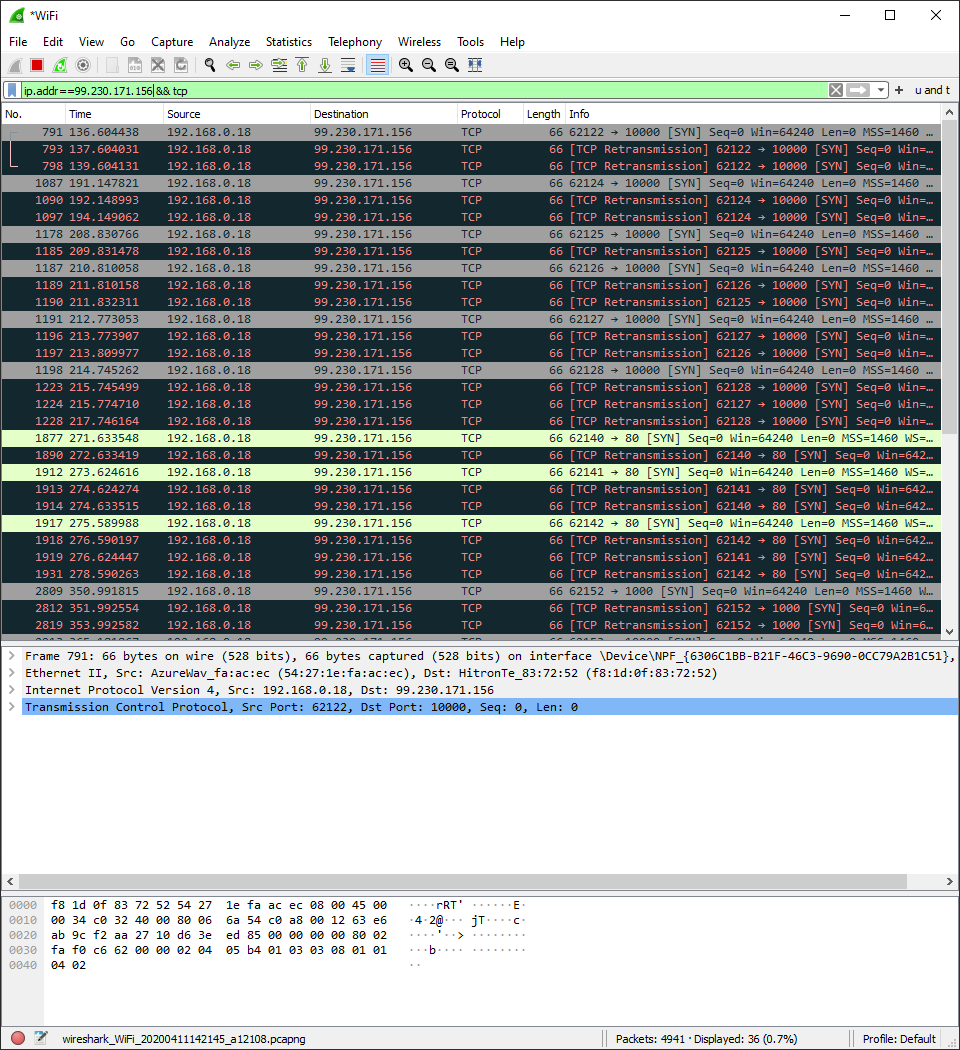 *WiFi
File Edit View Go Capture Analyze Statistics Telephony Wireless Tools Help
ip.addr==99.230.171.156 && tcp + u and t
No. Time Source Destination Protocol Length Info
791 136.604438 192.168.0.18 99.230.171.156 TCP 66 62122 → 10000 [SYN] Seq=0 Win=64240 Len=0 MSS=1460 …
793 137.604031 192.168.0.18 99.230.171.156 TCP 66 [TCP Retransmission] 62122 → 10000 [SYN] Seq=0 Win=…
798 139.604131 192.168.0.18 99.230.171.156 TCP 66 [TCP Retransmission] 62122 → 10000 [SYN] Seq=0 Win=…
1087 191.147821 192.168.0.18 99.230.171.156 TCP 66 62124 → 10000 [SYN] Seq=0 Win=64240 Len=0 MSS=1460 …
1090 192.148993 192.168.0.18 99.230.171.156 TCP 66 [TCP Retransmission] 62124 → 10000 [SYN] Seq=0 Win=…
1097 194.149062 192.168.0.18 99.230.171.156 TCP 66 [TCP Retransmission] 62124 → 10000 [SYN] Seq=0 Win=…
1178 208.830766 192.168.0.18 99.230.171.156 TCP 66 62125 → 10000 [SYN] Seq=0 Win=64240 Len=0 MSS=1460 …
1185 209.831478 192.168.0.18 99.230.171.156 TCP 66 [TCP Retransmission] 62125 → 10000 [SYN] Seq=0 Win=…
1187 210.810058 192.168.0.18 99.230.171.156 TCP 66 62126 → 10000 [SYN] Seq=0 Win=64240 Len=0 MSS=1460 …
1189 211.810158 192.168.0.18 99.230.171.156 TCP 66 [TCP Retransmission] 62126 → 10000 [SYN] Seq=0 Win=…
1190 211.832311 192.168.0.18 99.230.171.156 TCP 66 [TCP Retransmission] 62125 → 10000 [SYN] Seq=0 Win=…
1191 212.773053 192.168.0.18 99.230.171.156 TCP 66 62127 → 10000 [SYN] Seq=0 Win=64240 Len=0 MSS=1460 …
1196 213.773907 192.168.0.18 99.230.171.156 TCP 66 [TCP Retransmission] 62127 → 10000 [SYN] Seq=0 Win=…
1197 213.809977 192.168.0.18 99.230.171.156 TCP 66 [TCP Retransmission] 62126 → 10000 [SYN] Seq=0 Win=…
1198 214.745262 192.168.0.18 99.230.171.156 TCP 66 62128 → 10000 [SYN] Seq=0 Win=64240 Len=0 MSS=1460 …
1223 215.745499 192.168.0.18 99.230.171.156 TCP 66 [TCP Retransmission] 62128 → 10000 [SYN] Seq=0 Win=…
1224 215.774710 192.168.0.18 99.230.171.156 TCP 66 [TCP Retransmission] 62127 → 10000 [SYN] Seq=0 Win=…
1228 217.746164 192.168.0.18 99.230.171.156 TCP 66 [TCP Retransmission] 62128 → 10000 [SYN] Seq=0 Win=…
1877 271.633548 192.168.0.18 99.230.171.156 TCP 66 62140 → 80 [SYN] Seq=0 Win=64240 Len=0 MSS=1460 WS=…
1890 272.633419 192.168.0.18 99.230.171.156 TCP 66 [TCP Retransmission] 62140 → 80 [SYN] Seq=0 Win=642…
1912 273.624616 192.168.0.18 99.230.171.156 TCP 66 62141 → 80 [SYN] Seq=0 Win=64240 Len=0 MSS=1460 WS=…
1913 274.624274 192.168.0.18 99.230.171.156 TCP 66 [TCP Retransmission] 62141 → 80 [SYN] Seq=0 Win=642…
1914 274.633515 192.168.0.18 99.230.171.156 TCP 66 [TCP Retransmission] 62140 → 80 [SYN] Seq=0 Win=642…
1917 275.589988 192.168.0.18 99.230.171.156 TCP 66 62142 → 80 [SYN] Seq=0 Win=64240 Len=0 MSS=1460 WS=…
1918 276.590197 192.168.0.18 99.230.171.156 TCP 66 [TCP Retransmission] 62142 → 80 [SYN] Seq=0 Win=642…
1919 276.624447 192.168.0.18 99.230.171.156 TCP 66 [TCP Retransmission] 62141 → 80 [SYN] Seq=0 Win=642…
1931 278.590263 192.168.0.18 99.230.171.156 TCP 66 [TCP Retransmission] 62142 → 80 [SYN] Seq=0 Win=642…
2809 350.991815 192.168.0.18 99.230.171.156 TCP 66 62152 → 1000 [SYN] Seq=0 Win=64240 Len=0 MSS=1460 W…
2812 351.992554 192.168.0.18 99.230.171.156 TCP 66 [TCP Retransmission] 62152 → 1000 [SYN] Seq=0 Win=6…
2819 353.992582 192.168.0.18 99.230.171.156 TCP 66 [TCP Retransmission] 62152 → 1000 [SYN] Seq=0 Win=6…
Frame 791: 66 bytes on wire (528 bits), 66 bytes captured (528 bits) on interface \Device\NPF_{6306C1BB-B21F-46C3-9690-0CC79A2B1C51},
Ethernet II, Src: AzureWav_fa:ac:ec (54:27:1e:fa:ac:ec), Dst: HitronTe_83:72:52 (f8:1d:0f:83:72:52)
Internet Protocol Version 4, Src: 192.168.0.18, Dst: 99.230.171.156
Transmission Control Protocol, Src Port: 62122, Dst Port: 10000, Seq: 0, Len: 0
0000 f8 1d 0f 83 72 52 54 27 1e fa ac ec 08 00 45 00 ····rRT' ······E·
0010 00 34 c0 32 40 00 80 06 6a 54 c0 a8 00 12 63 e6 ·4·2@··· jT····c·
0020 ab 9c f2 aa 27 10 d6 3e ed 85 00 00 00 00 80 02 ····'··> ········
0030 fa f0 c6 62 00 00 02 04 05 b4 01 03 03 08 01 01 ···b···· ········
0040 04 02 ··
wireshark_WiFi_20200411142145_a12108.pcapng Packets: 4941 · Displayed: 36 (0.7%) Profile: Default